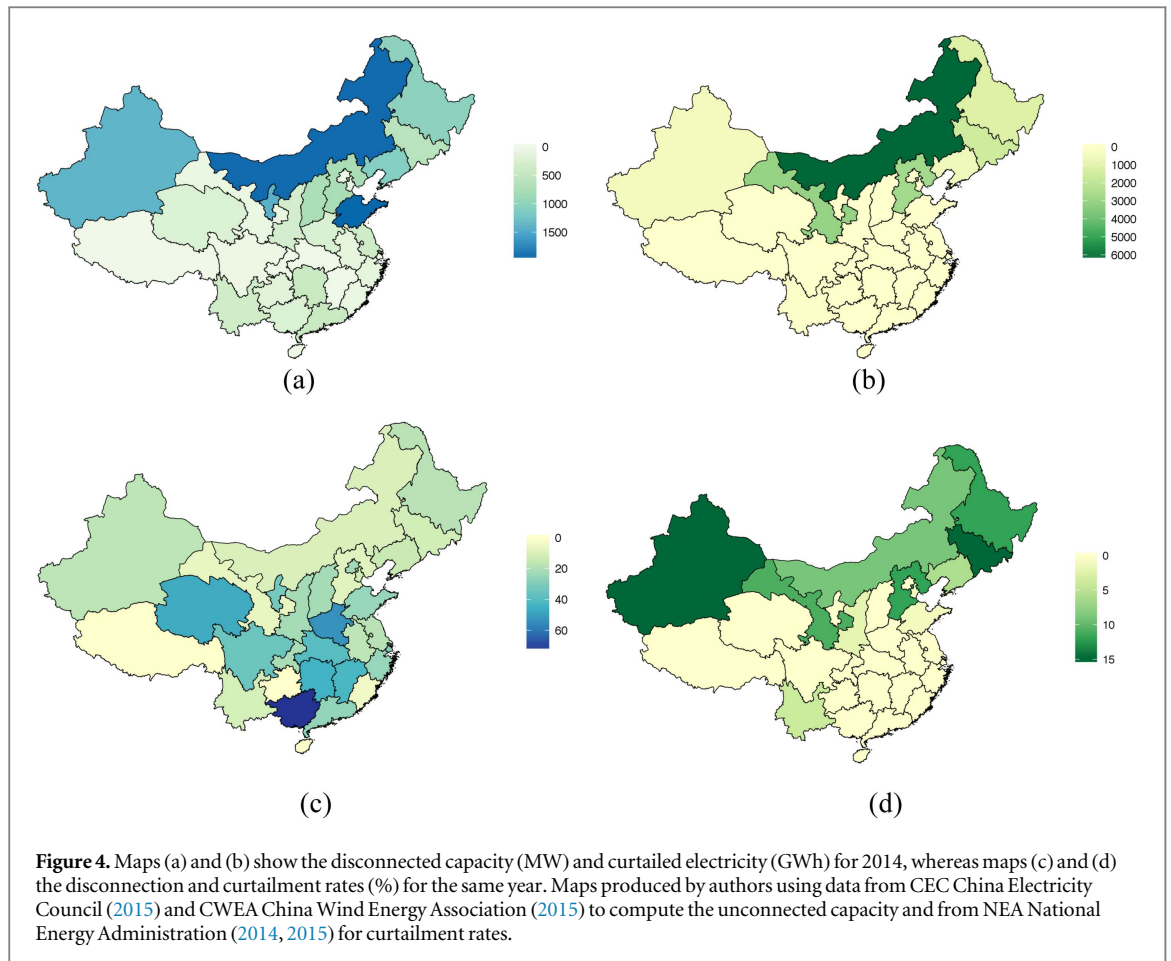 0
500
1000
1500
0
1000
2000
3000
4000
5000
6000
(a)
(b)
0
20
40
60
0
5
10
15
(c)
(d)
Figure 4. Maps (a) and (b) show the disconnected capacity (MW) and curtailed electricity (GWh) for 2014, whereas maps (c) and (d)
the disconnection and curtailment rates (%) for the same year. Maps produced by authors using data from CEC China Electricity
Council (2015) and CWEA China Wind Energy Association (2015) to compute the unconnected capacity and from NEA National
Energy Administration (2014, 2015) for curtailment rates.